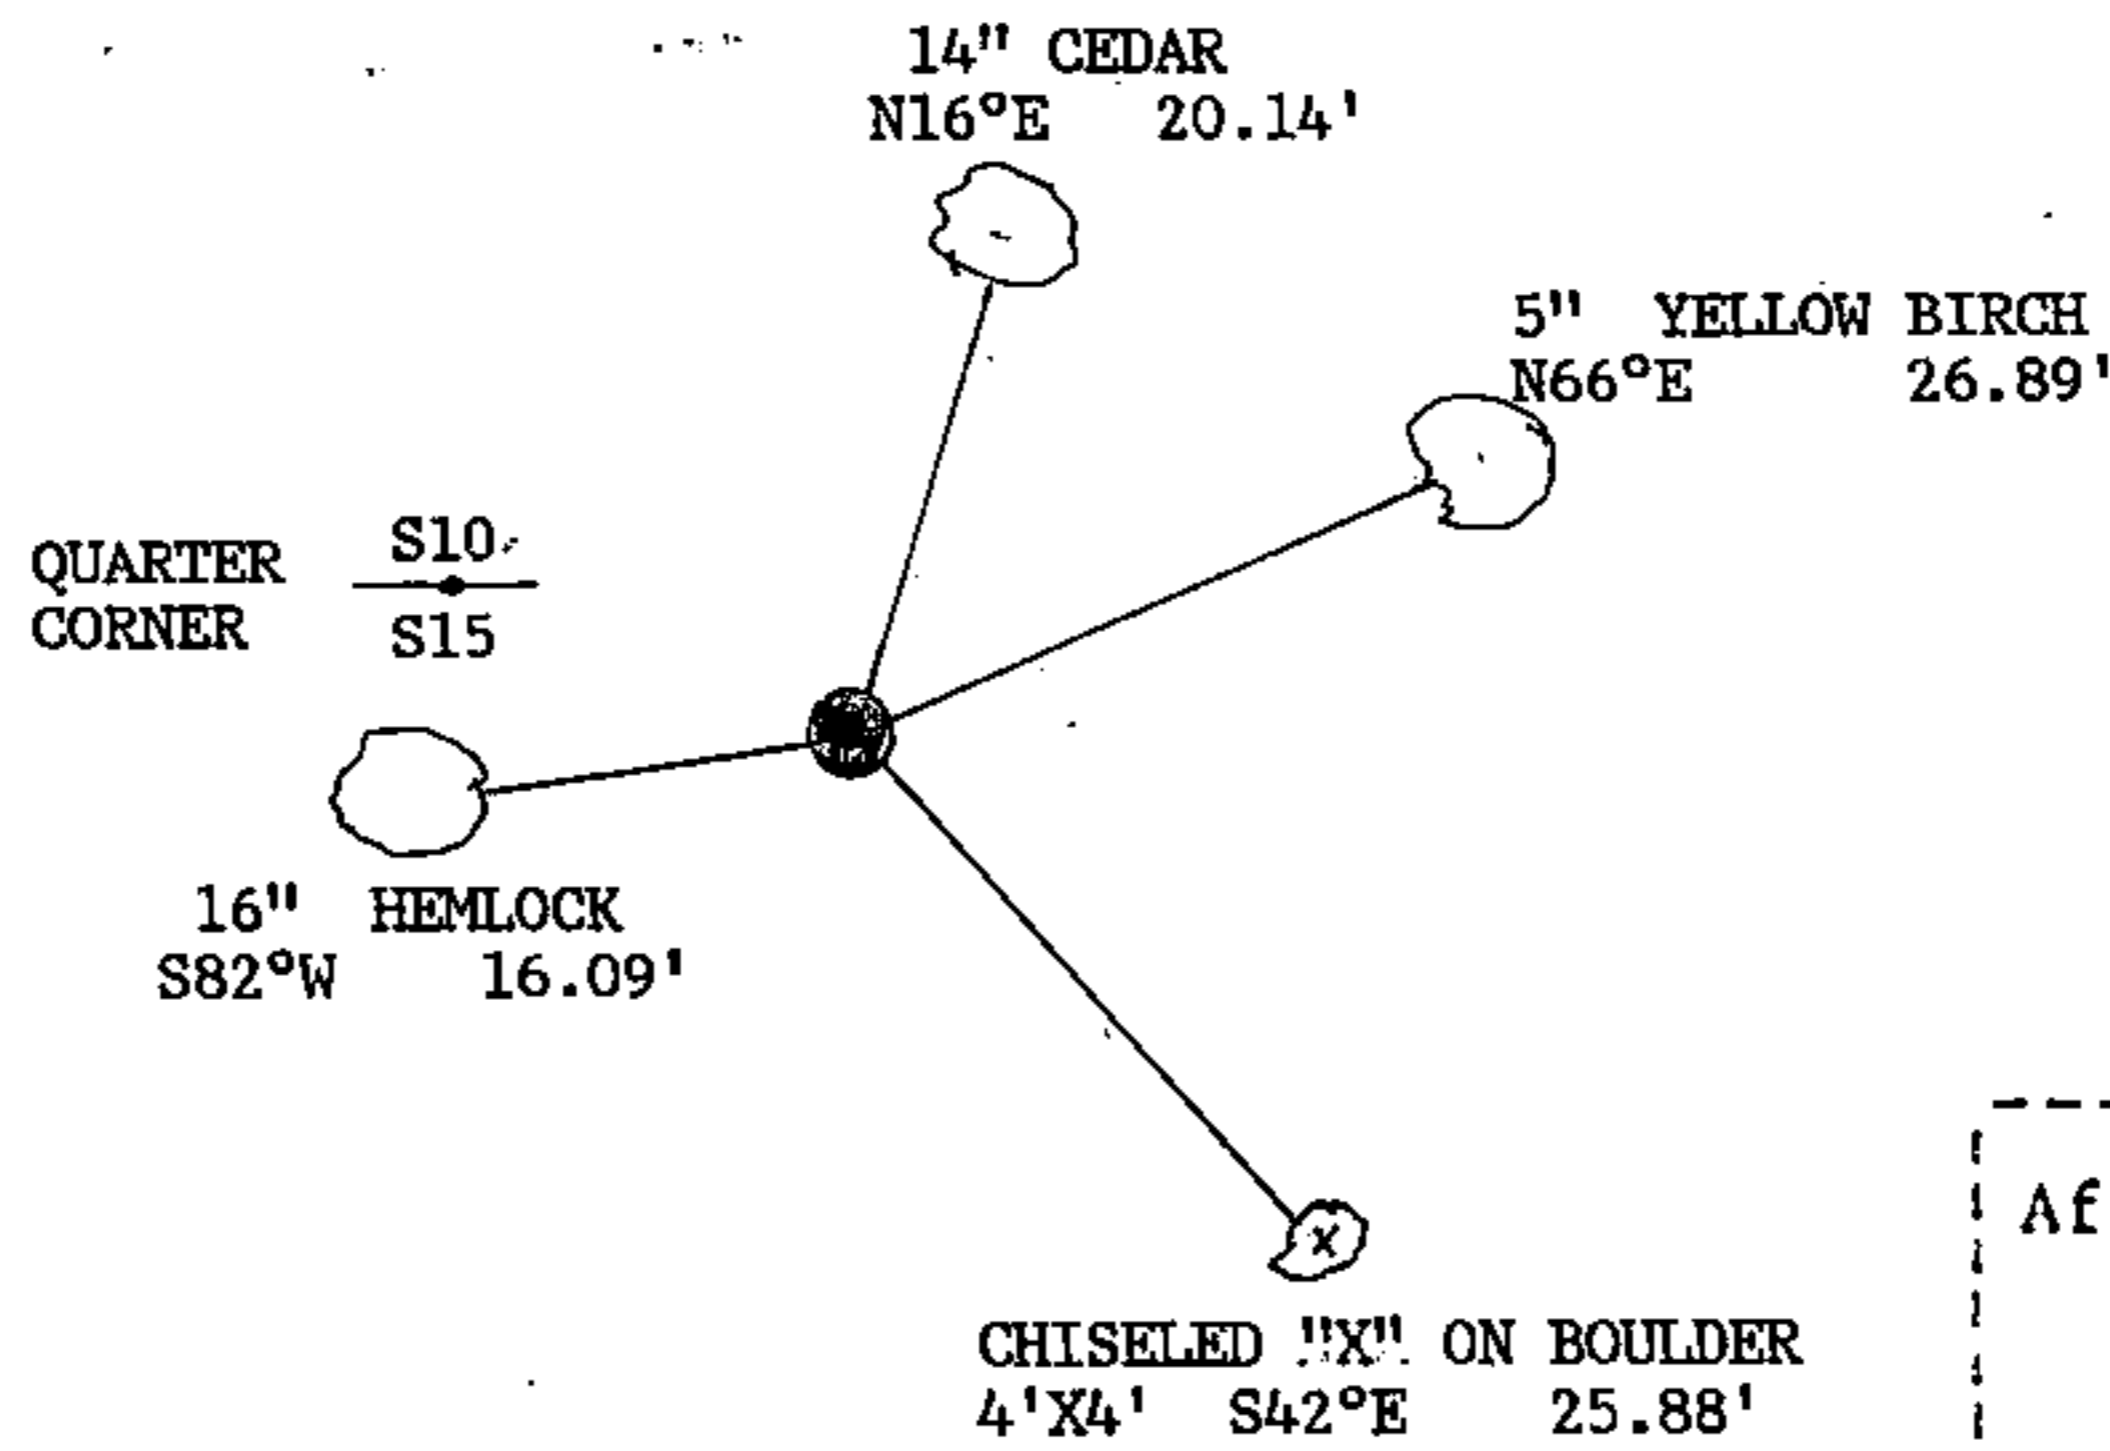 14" CEDAR
N16°E 20.14'
5" YELLOW BIRCH
N66°E 26.89'
QUARTER
CORNER
S10
S15
16" HEMLOCK
S82°W 16.09'
x
Af
CHISELED "X" ON BOULDER
4'X4' S42°E 25.88'